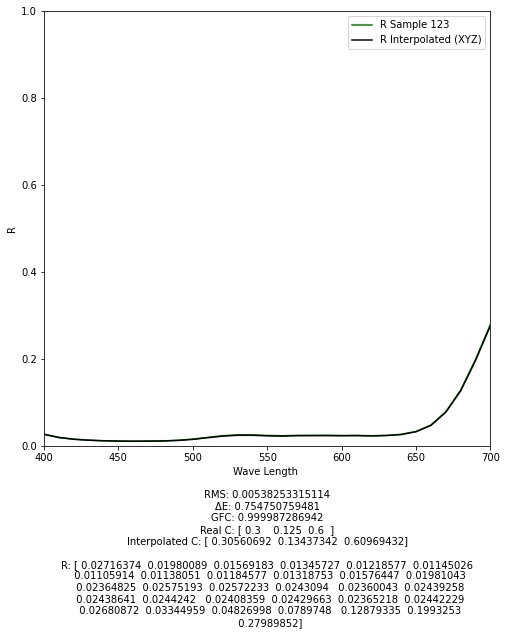 1.0
0.8
0.6
0.4
0.2
0.0
R
400
450
500
550
600
650
700
Wave Length
R Sample 123
R Interpolated (XYZ)
RMS: 0.00538253315114
ΔE: 0.754750759481
GFC: 0.999987286942
Real C: [ 0.3    0.125  0.6  ]
Interpolated C: [ 0.30560692  0.13437342  0.60969432]
R: [ 0.02716374  0.01980089  0.01569183  0.01345727  0.01218577  0.01145026
0.01105914  0.01138051  0.01184577  0.01318753  0.01576447  0.01981043
0.02364825  0.02575193  0.02572233  0.0243094   0.02360043  0.02439258
0.02438641  0.0244242   0.02408359  0.02429663  0.02365218  0.02442229
0.02680872  0.03344959  0.04826998  0.0789748   0.12879335  0.1993253
0.27989852]